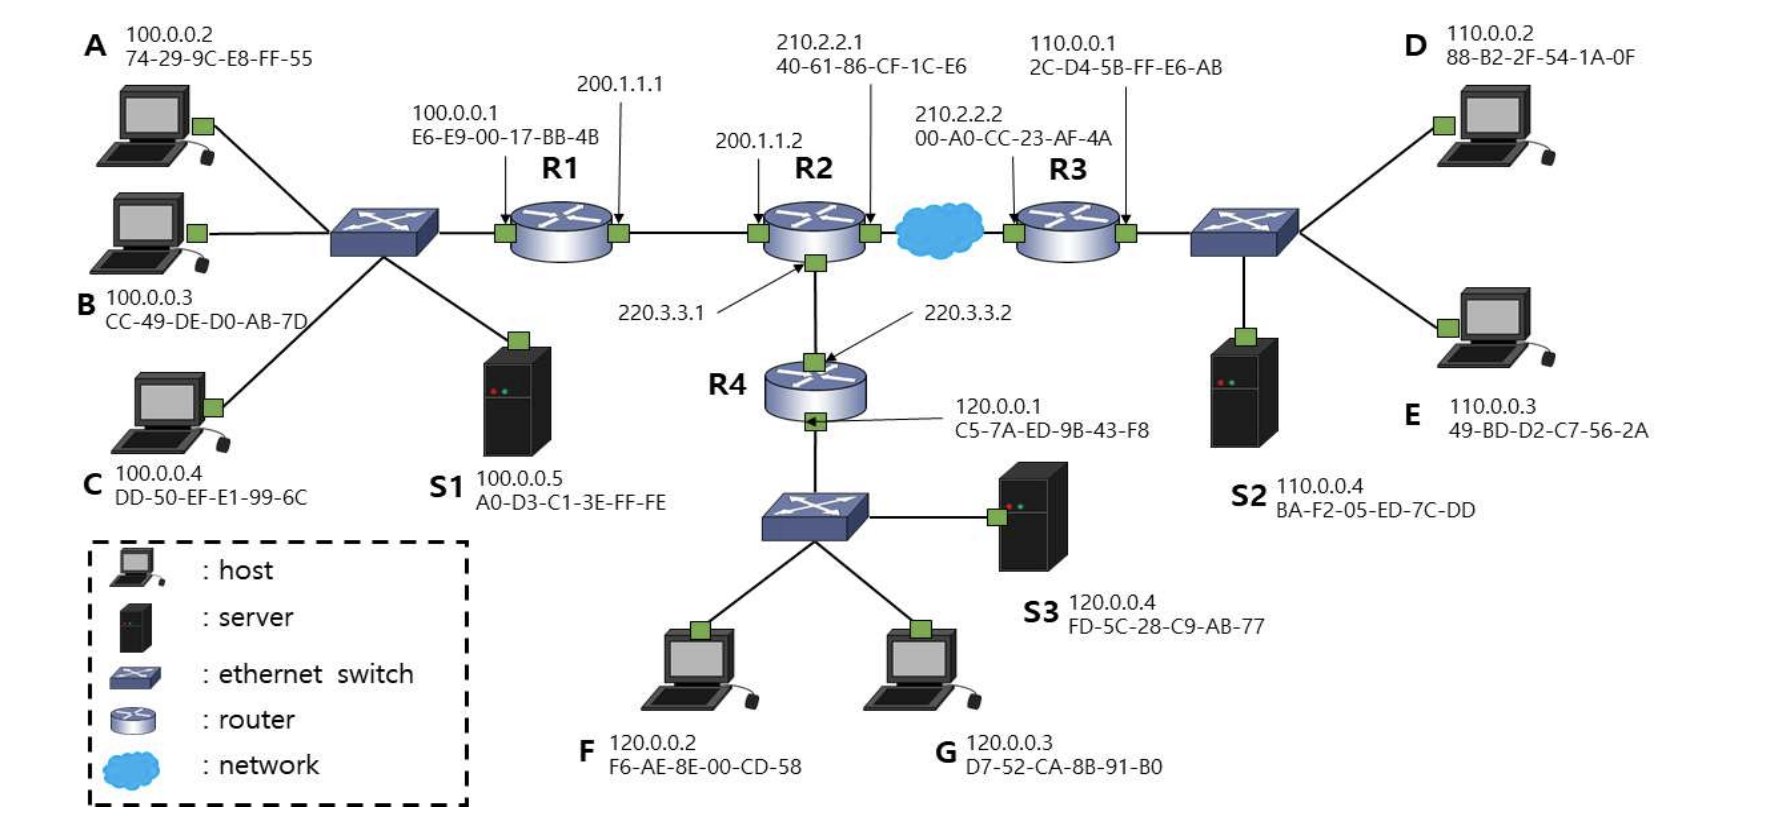 A
100.0.0.2
74-29-9C-E8-FF-55
100.0.0.1
E6-E9-00-17-BB-4B
R1
200.1.1.1
200.1.1.2
210.2.2.1
40-61-86-CF-1C-E6
R2
210.2.2.2
00-A0-CC-23-AF-4A
R3
110.0.0.1
2C-D4-5B-FF-E6-AB
D
110.0.0.2
88-B2-2F-54-1A-0F
B
100.0.0.3
CC-49-DE-D0-AB-7D
220.3.3.1
220.3.3.2
R4
120.0.0.1
C5-7A-ED-9B-43-F8
E
110.0.0.3
49-BD-D2-C7-56-2A
C
100.0.0.4
DD-50-EF-E1-99-6C
S1
100.0.0.5
A0-D3-C1-3E-FF-FE
S2
110.0.0.4
BA-F2-05-ED-7C-DD
S3
120.0.0.4
FD-5C-28-C9-AB-77
: host
: server
: ethernet switch
: router
: network
F
120.0.0.2
F6-AE-8E-00-CD-58
G
120.0.0.3
D7-52-CA-8B-91-B0